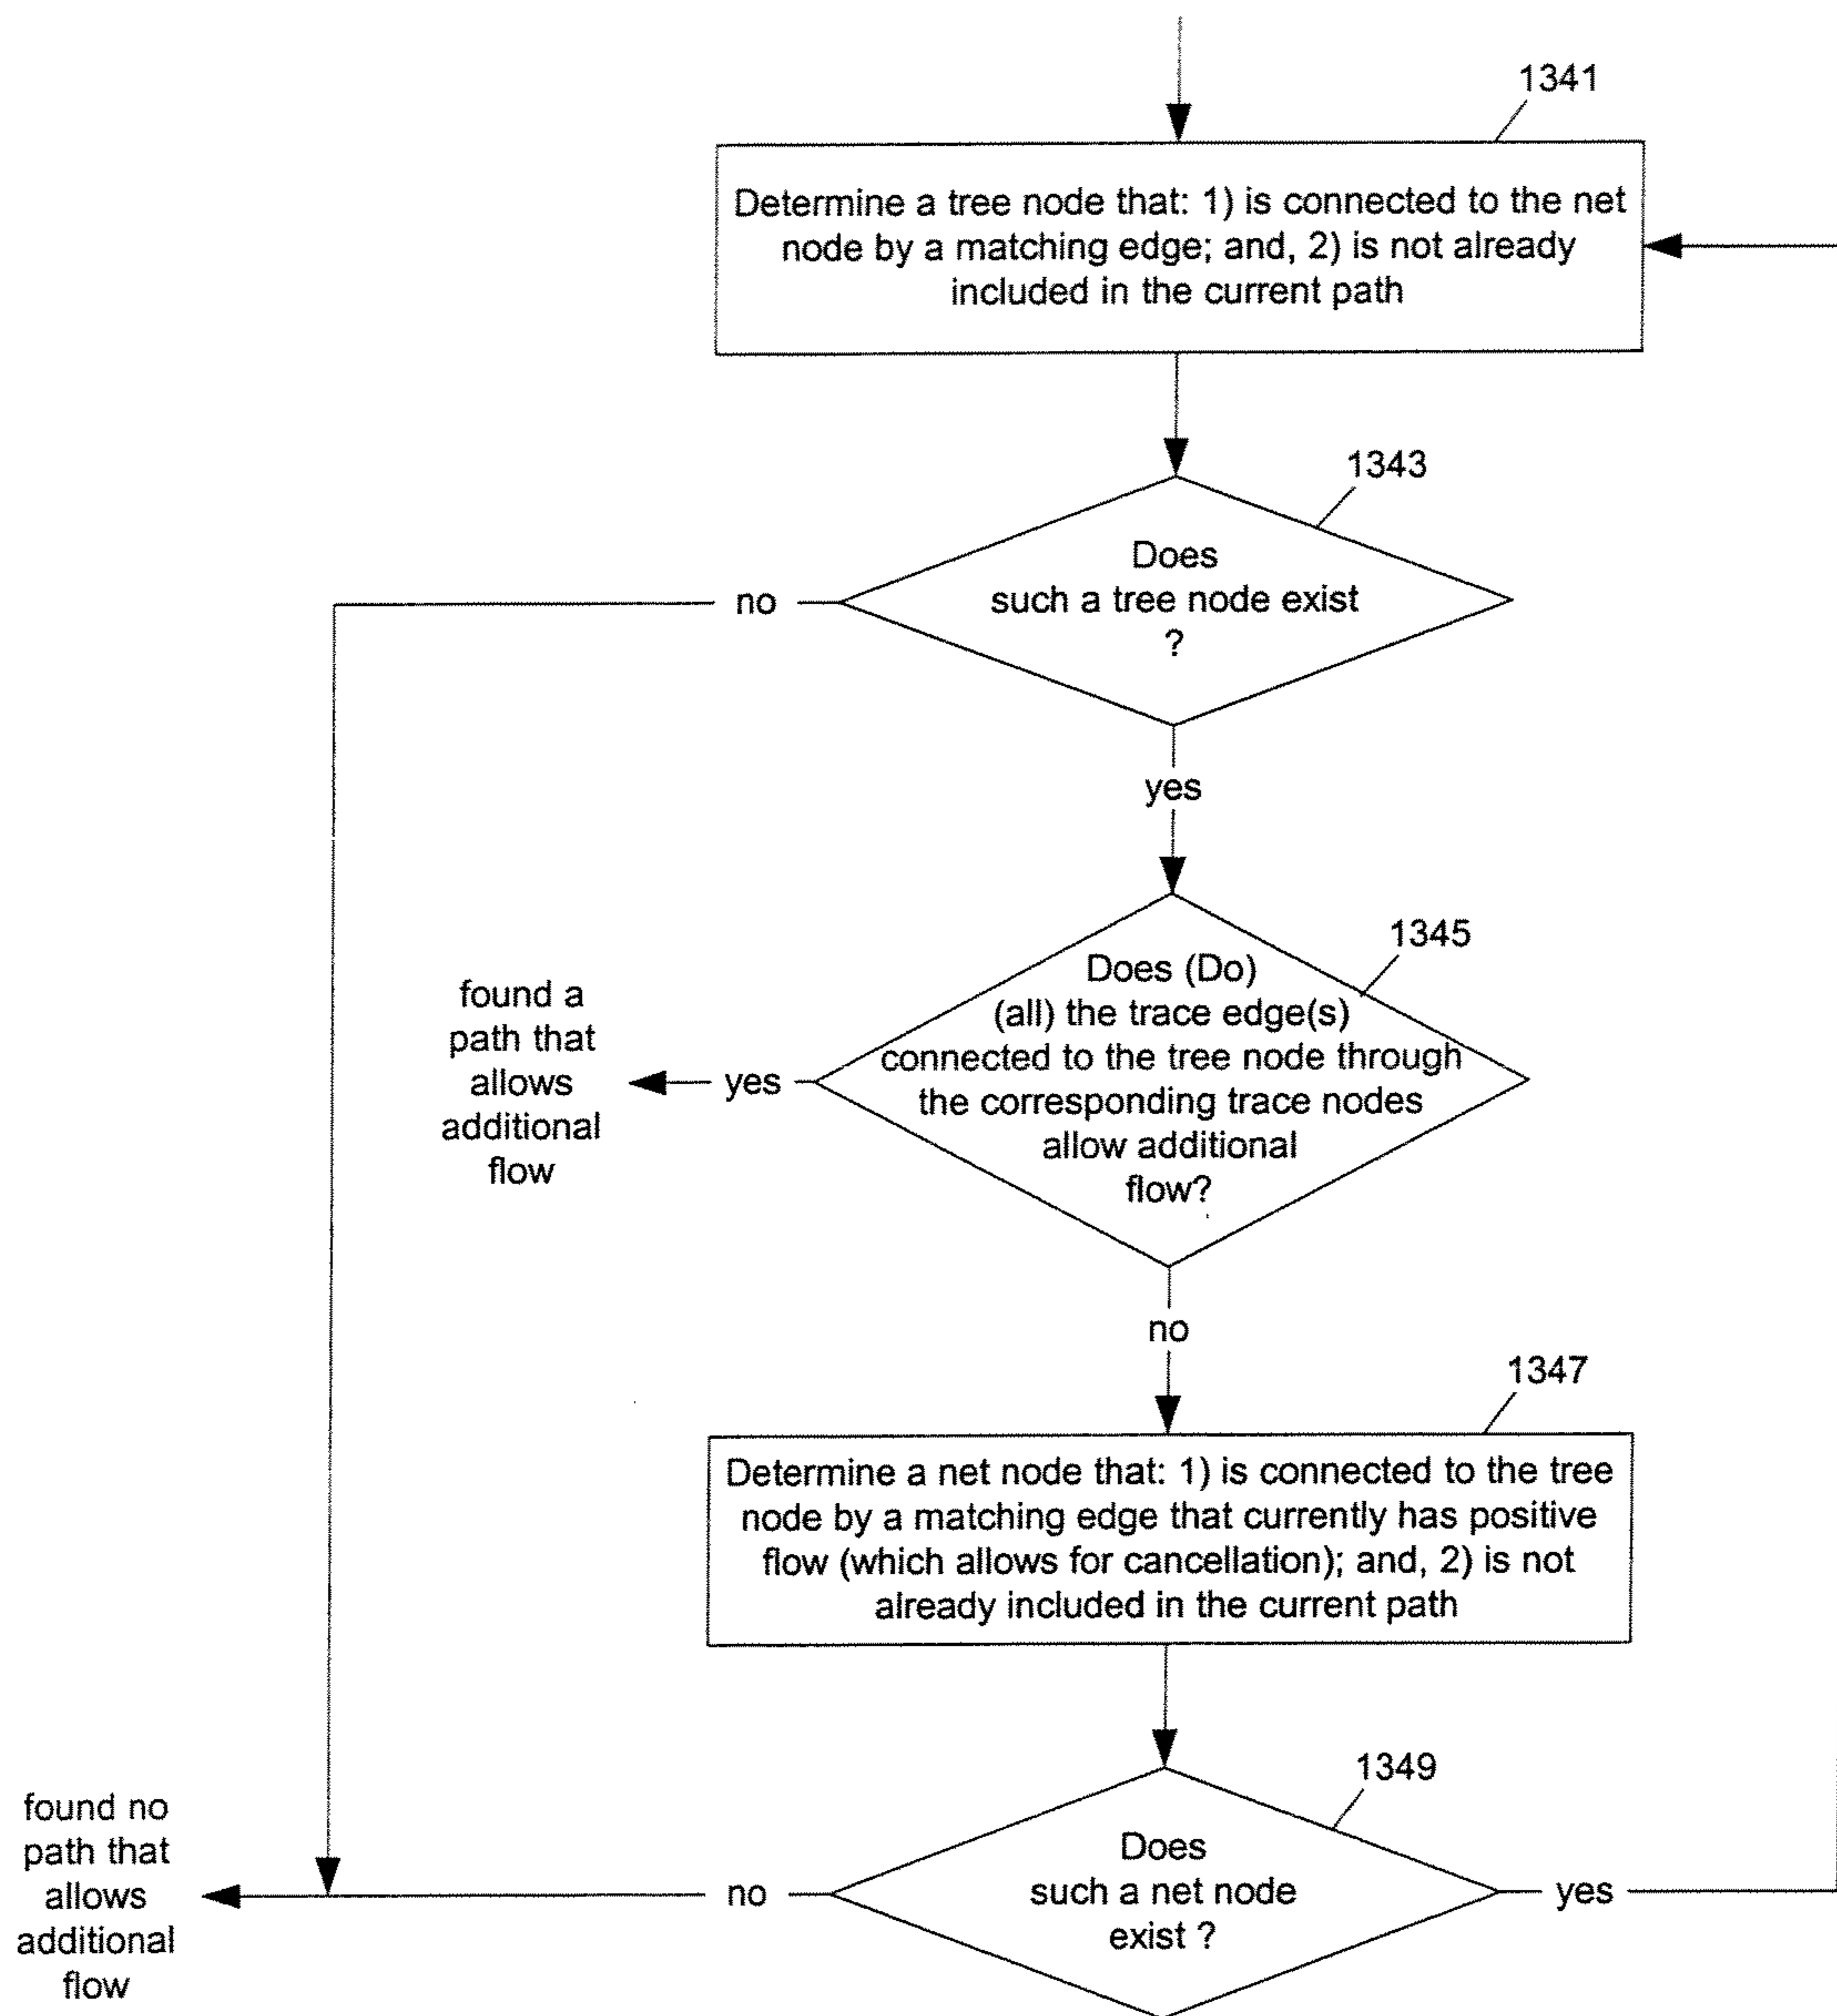 1341
Determine a tree node that: 1) is connected to the net
node by a matching edge; and, 2) is not already
included in the current path
1343
Does
such a tree node exist
?
no
yes
1345
Does (Do)
(all) the trace edge(s)
connected to the tree node through
the corresponding trace nodes
allow additional
flow?
yes
found a
path that
allows
additional
flow
no
1347
Determine a net node that: 1) is connected to the tree
node by a matching edge that currently has positive
flow (which allows for cancellation); and, 2) is not
already included in the current path
1349
Does
such a net node
exist ?
no
yes
found no
path that
allows
additional
flow